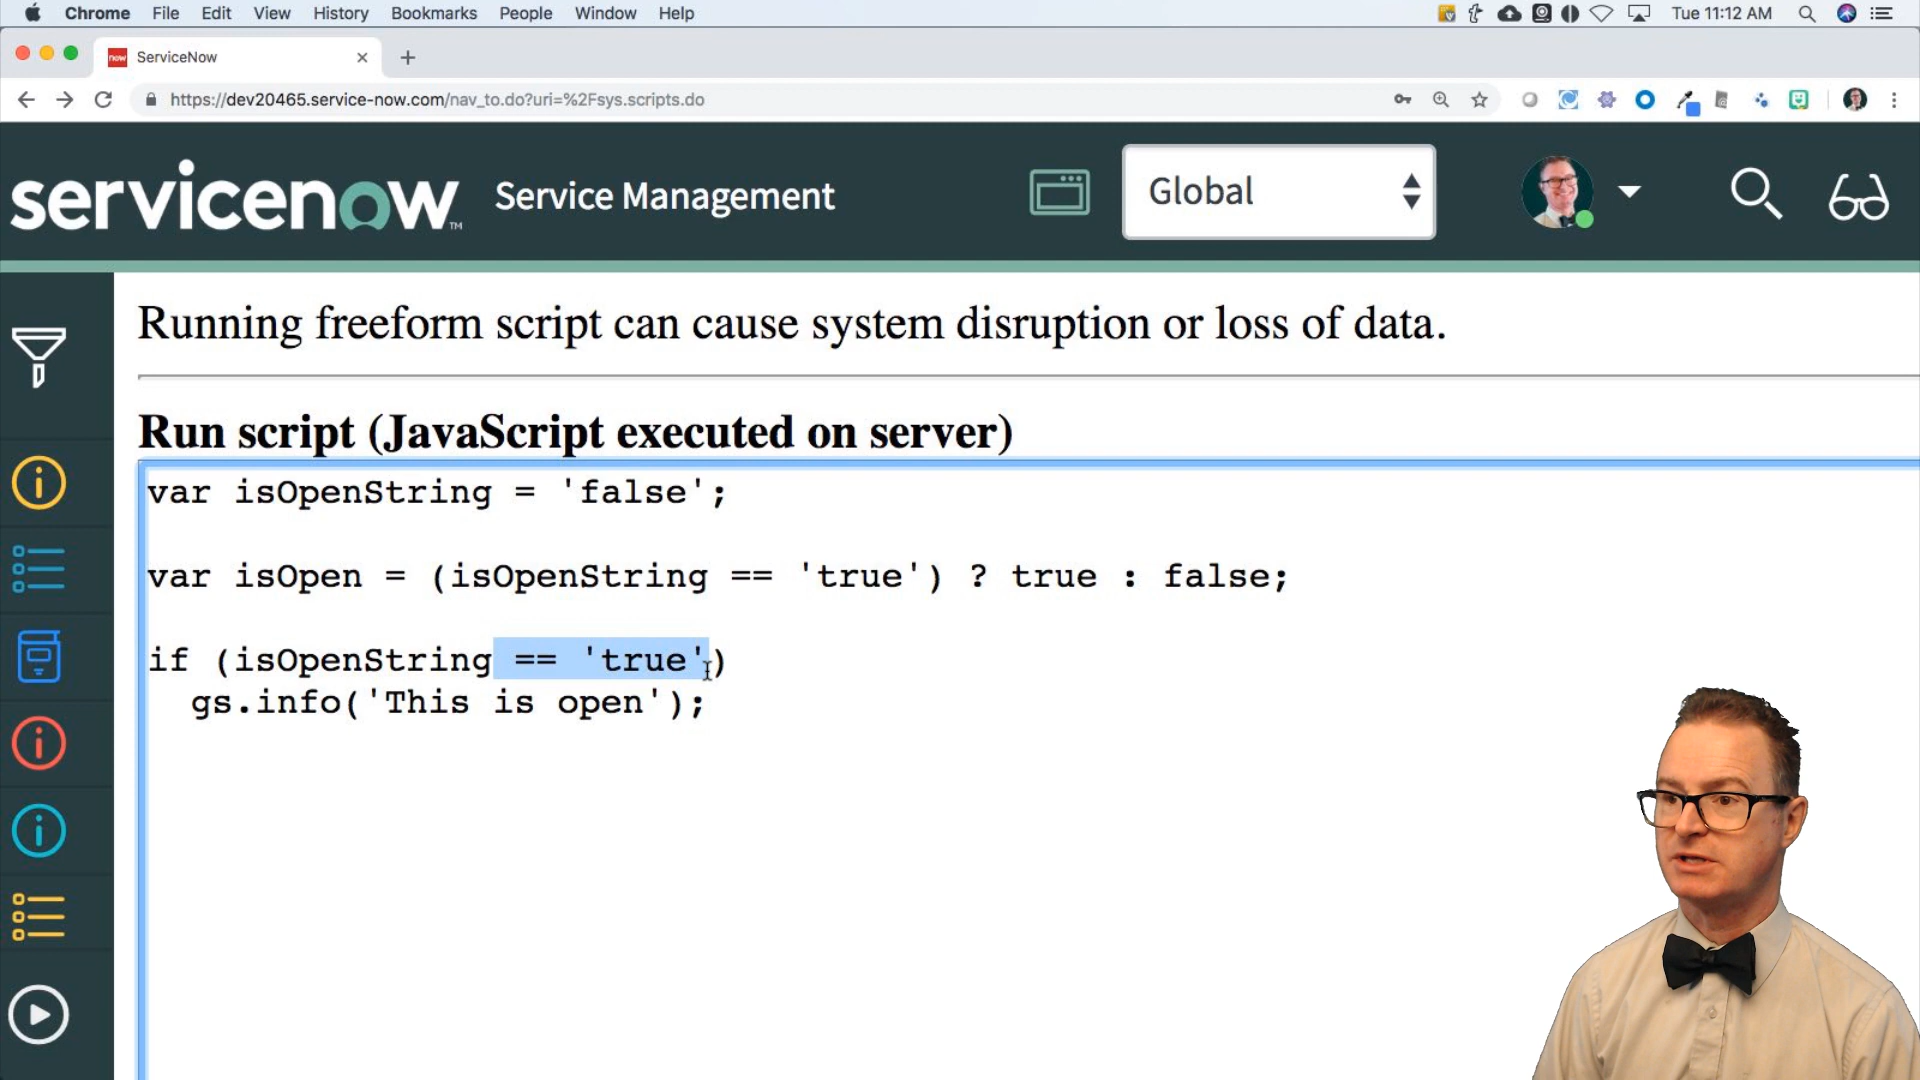 Chrome File Edit View History Bookmarks People Window Help Tue 11:12 AM
now ServiceNow
https://dev20465.service-now.com/nav_to.do?uri=%2Fsys.scripts.do
servicenow™ Service Management Global
Running freeform script can cause system disruption or loss of data.
Run script (JavaScript executed on server)
var isOpenString = 'false';
var isOpen = (isOpenString == 'true') ? true : false;
if (isOpenString == 'true')
gs.info('This is open');